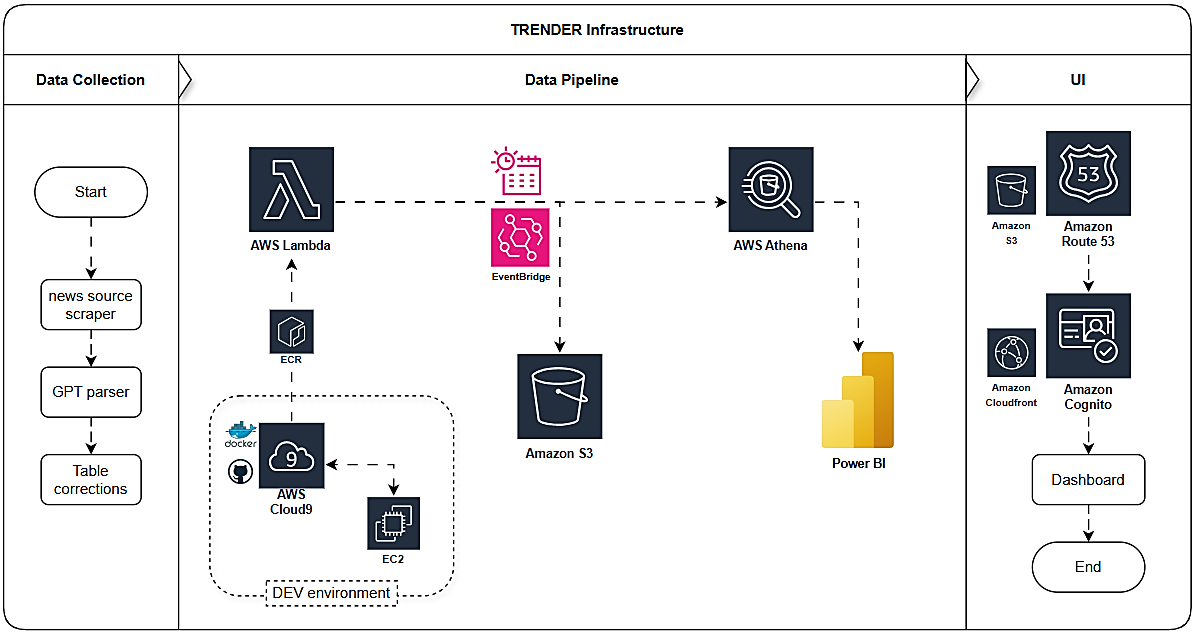 TRENDER Infrastructure
Data Collection
Data Pipeline
UI
Start
news source
scraper
GPT parser
Table
corrections
AWS Lambda
EventBridge
AWS Athena
ECR
docker
9
AWS
Cloud9
EC2
DEV environment
Amazon S3
Power BI
Amazon
S3
53
Amazon
Route 53
Amazon
Cloudfront
Amazon
Cognito
Dashboard
End